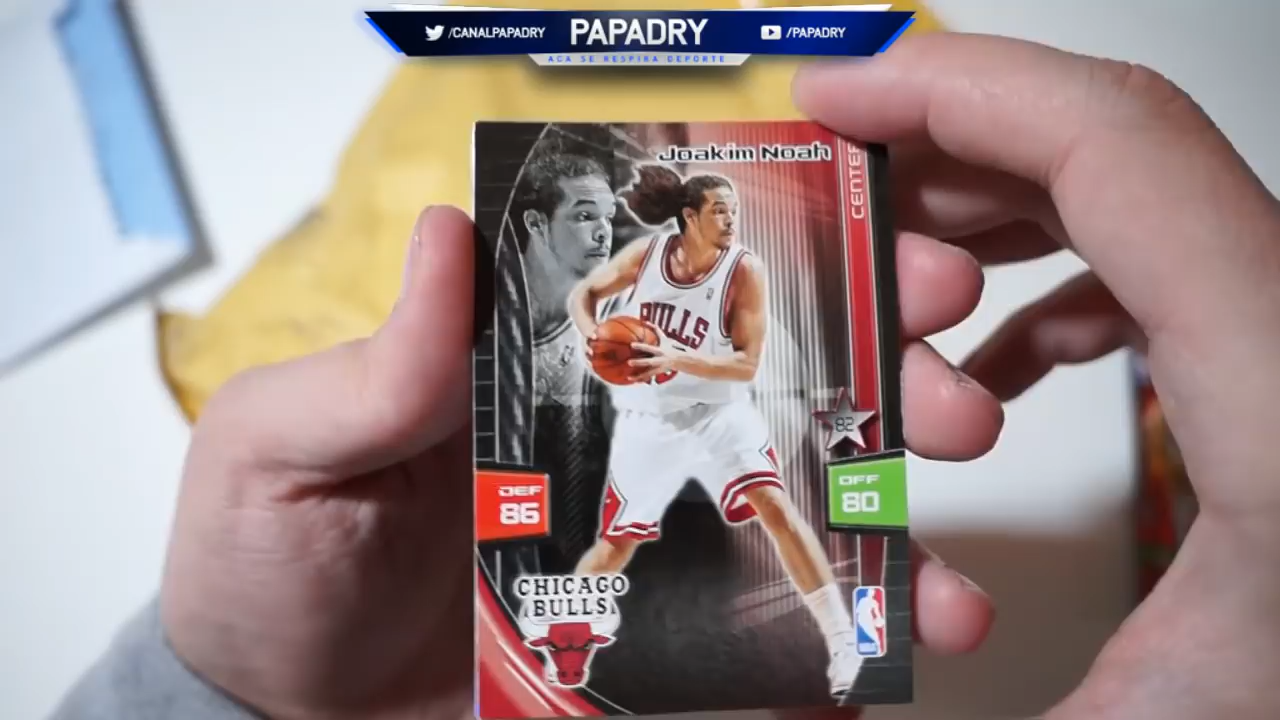 /CANALPAPADRY
PAPADRY
/PAPADRY
ACA SE RESPIRA DEPORTE
Joakim Noah
CENTER
BULLS
82
DEF
86
OFF
80
CHICAGO
BULLS